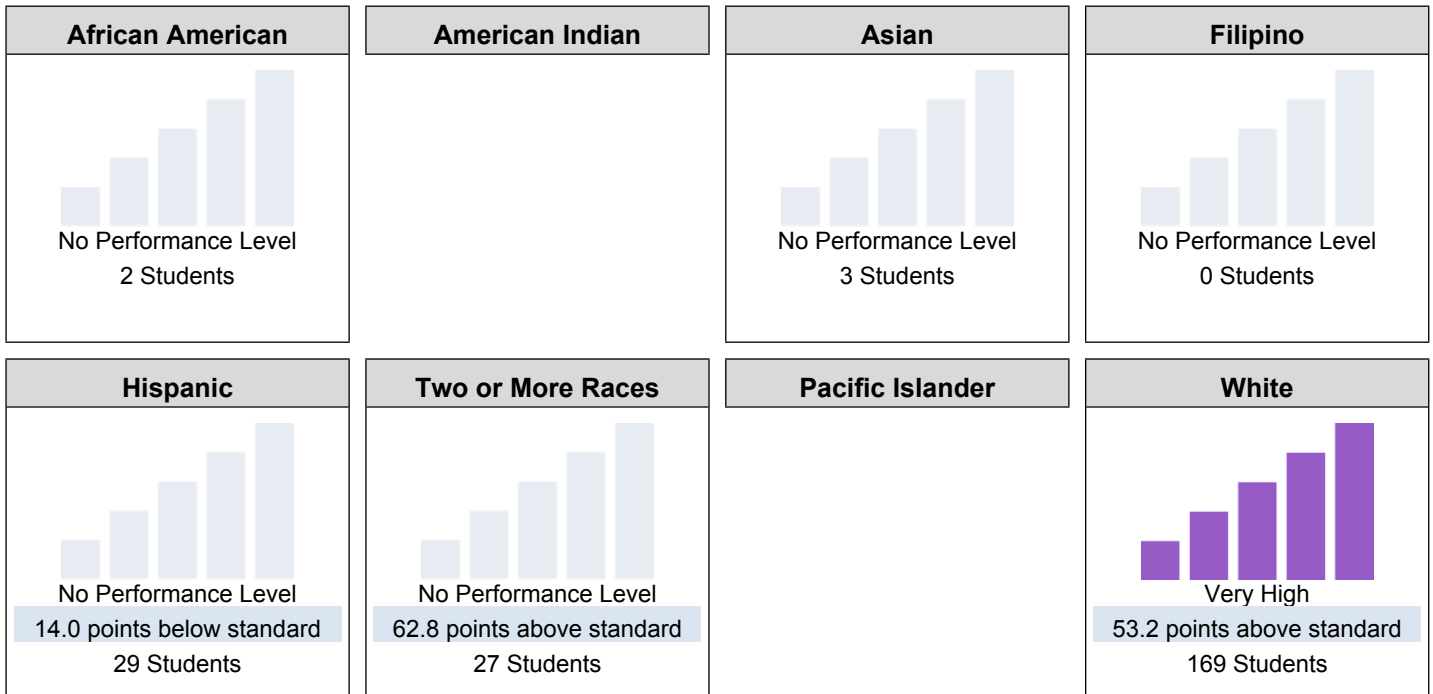 African American
No Performance Level
2 Students
American Indian
Asian
No Performance Level
3 Students
Filipino
No Performance Level
0 Students
Hispanic
No Performance Level
14.0 points below standard
29 Students
Two or More Races
No Performance Level
62.8 points above standard
27 Students
Pacific Islander
White
Very High
53.2 points above standard
169 Students